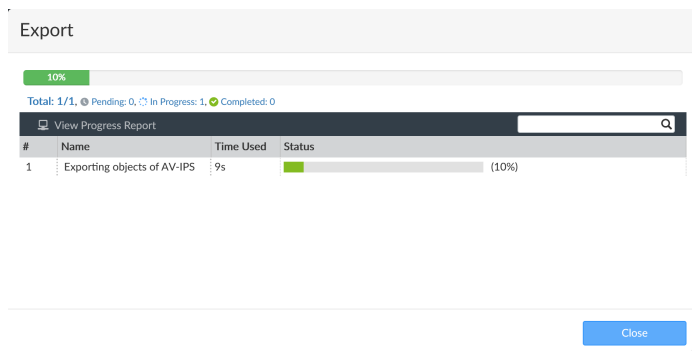 Export
10%
Total: 1/1, Pending: 0, In Progress: 1, Completed: 0
View Progress Report
# Name Time Used Status
1 Exporting objects of AV-IPS 9s (10%)
Close